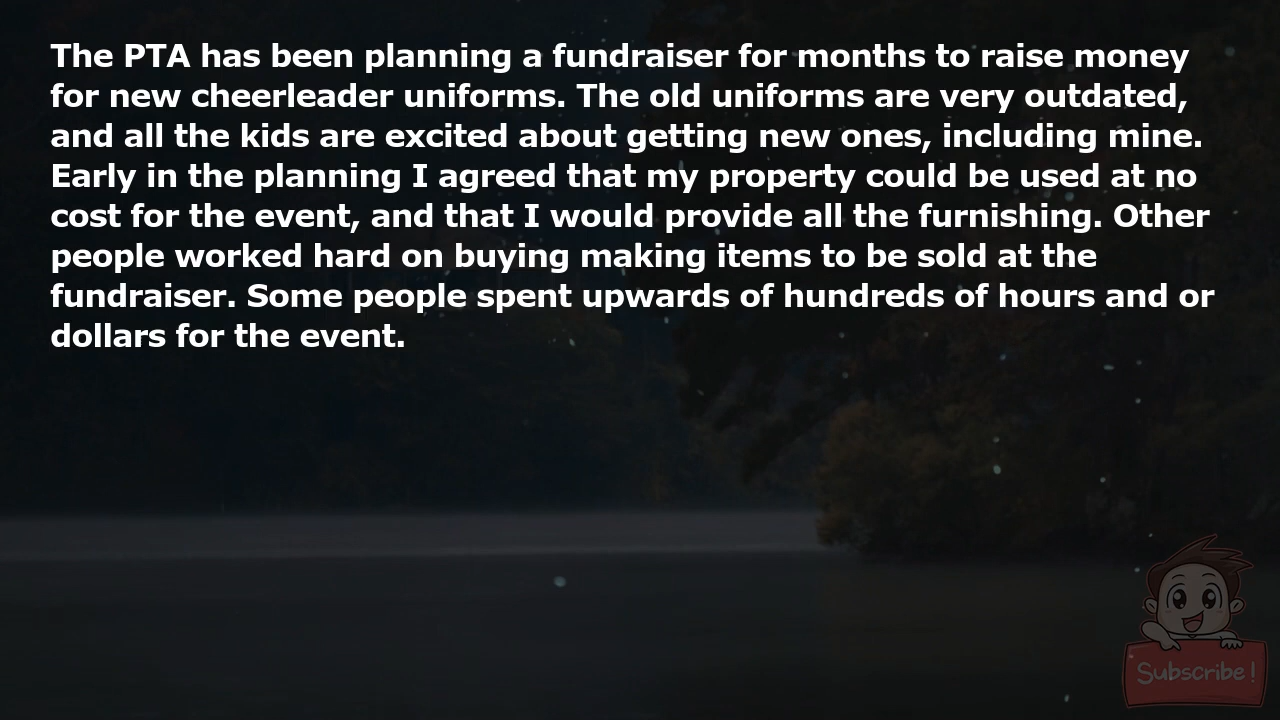 The PTA has been planning a fundraiser for months to raise money
for new cheerleader uniforms. The old uniforms are very outdated,
and all the kids are excited about getting new ones, including mine.
Early in the planning I agreed that my property could be used at no
cost for the event, and that I would provide all the furnishing. Other
people worked hard on buying making items to be sold at the
fundraiser. Some people spent upwards of hundreds of hours and or
dollars for the event.
Subscribe!